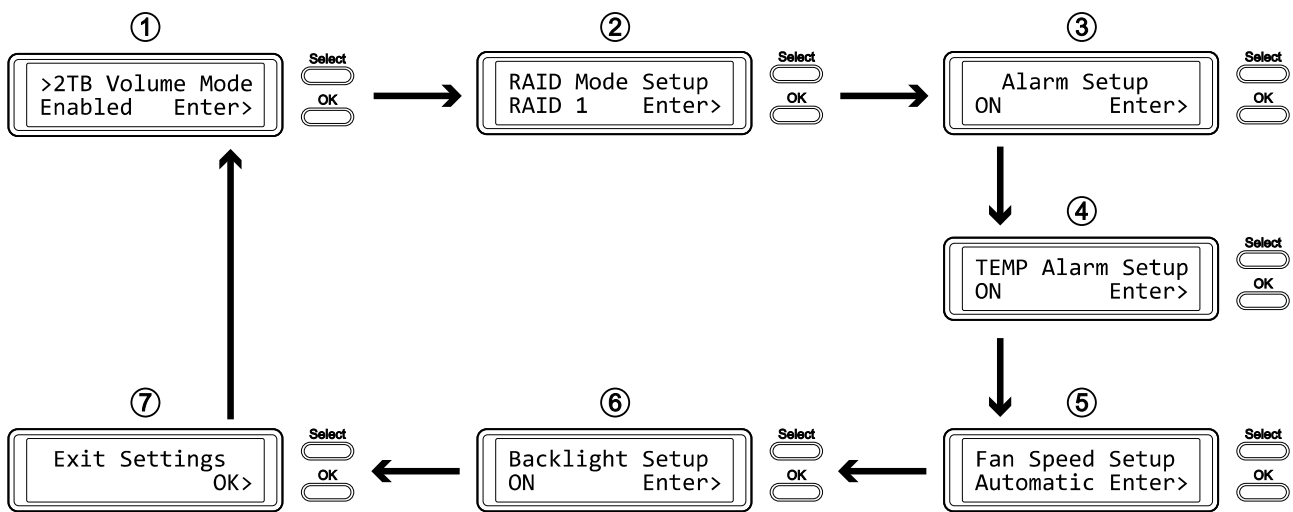 ①
>2TB Volume Mode
Enabled Enter>
Select
OK
②
RAID Mode Setup
RAID 1 Enter>
Select
OK
③
Alarm Setup
ON Enter>
Select
OK
④
TEMP Alarm Setup
ON Enter>
Select
OK
⑤
Fan Speed Setup
Automatic Enter>
Select
OK
⑥
Backlight Setup
ON Enter>
Select
OK
⑦
Exit Settings
OK>
Select
OK